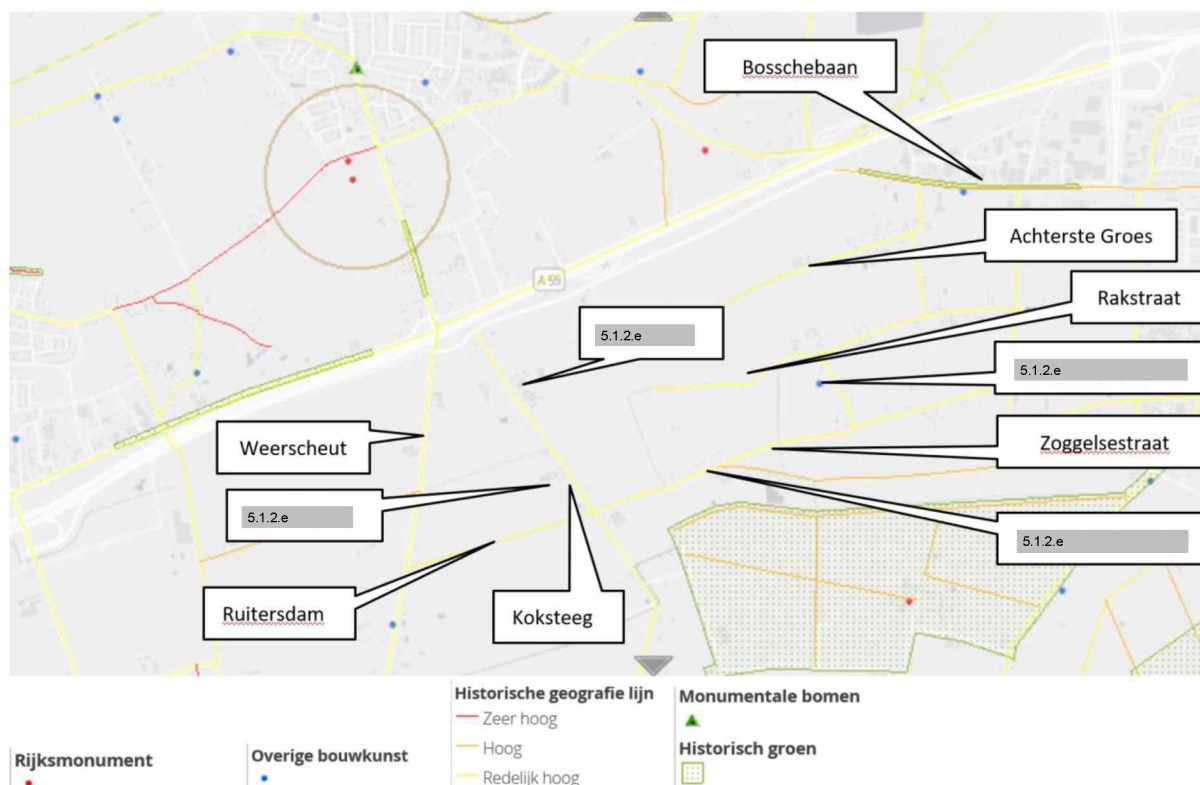 Bosschebaan
Achterste Groes
A 59
Rakstraat
5.1.2.e
5.1.2.e
Weerscheut
Zoggelsestraat
5.1.2.e
5.1.2.e
Ruitersdam
Koksteeg
Historische geografie lijn
Zeer hoog
Hoog
Redelijk hoog
Monumentale bomen
Historisch groen
Rijksmonument
Overige bouwkunst